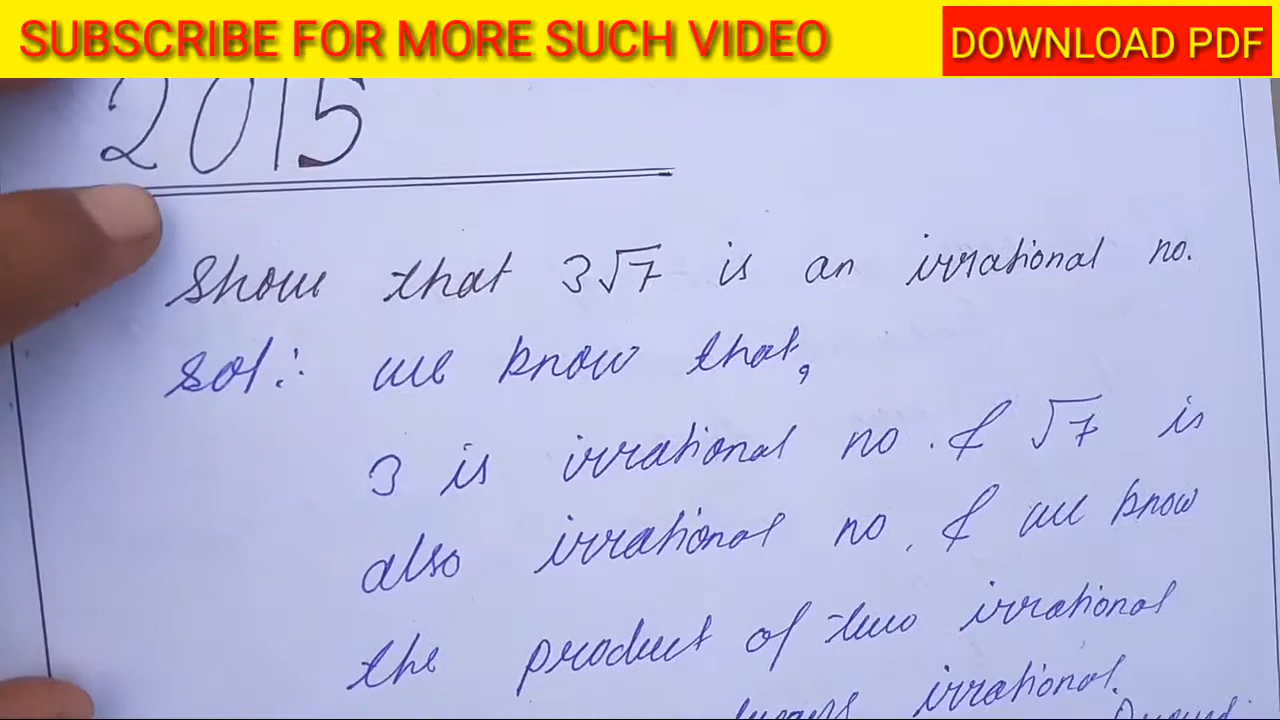 SUBSCRIBE FOR MORE SUCH VIDEO
DOWNLOAD PDF
2015
Show that 3√7 is an irrational no.
Sol:- we know that,
3 is irrational no. & √7 is
also irrational no. & we know
the product of two irrational
irrational.